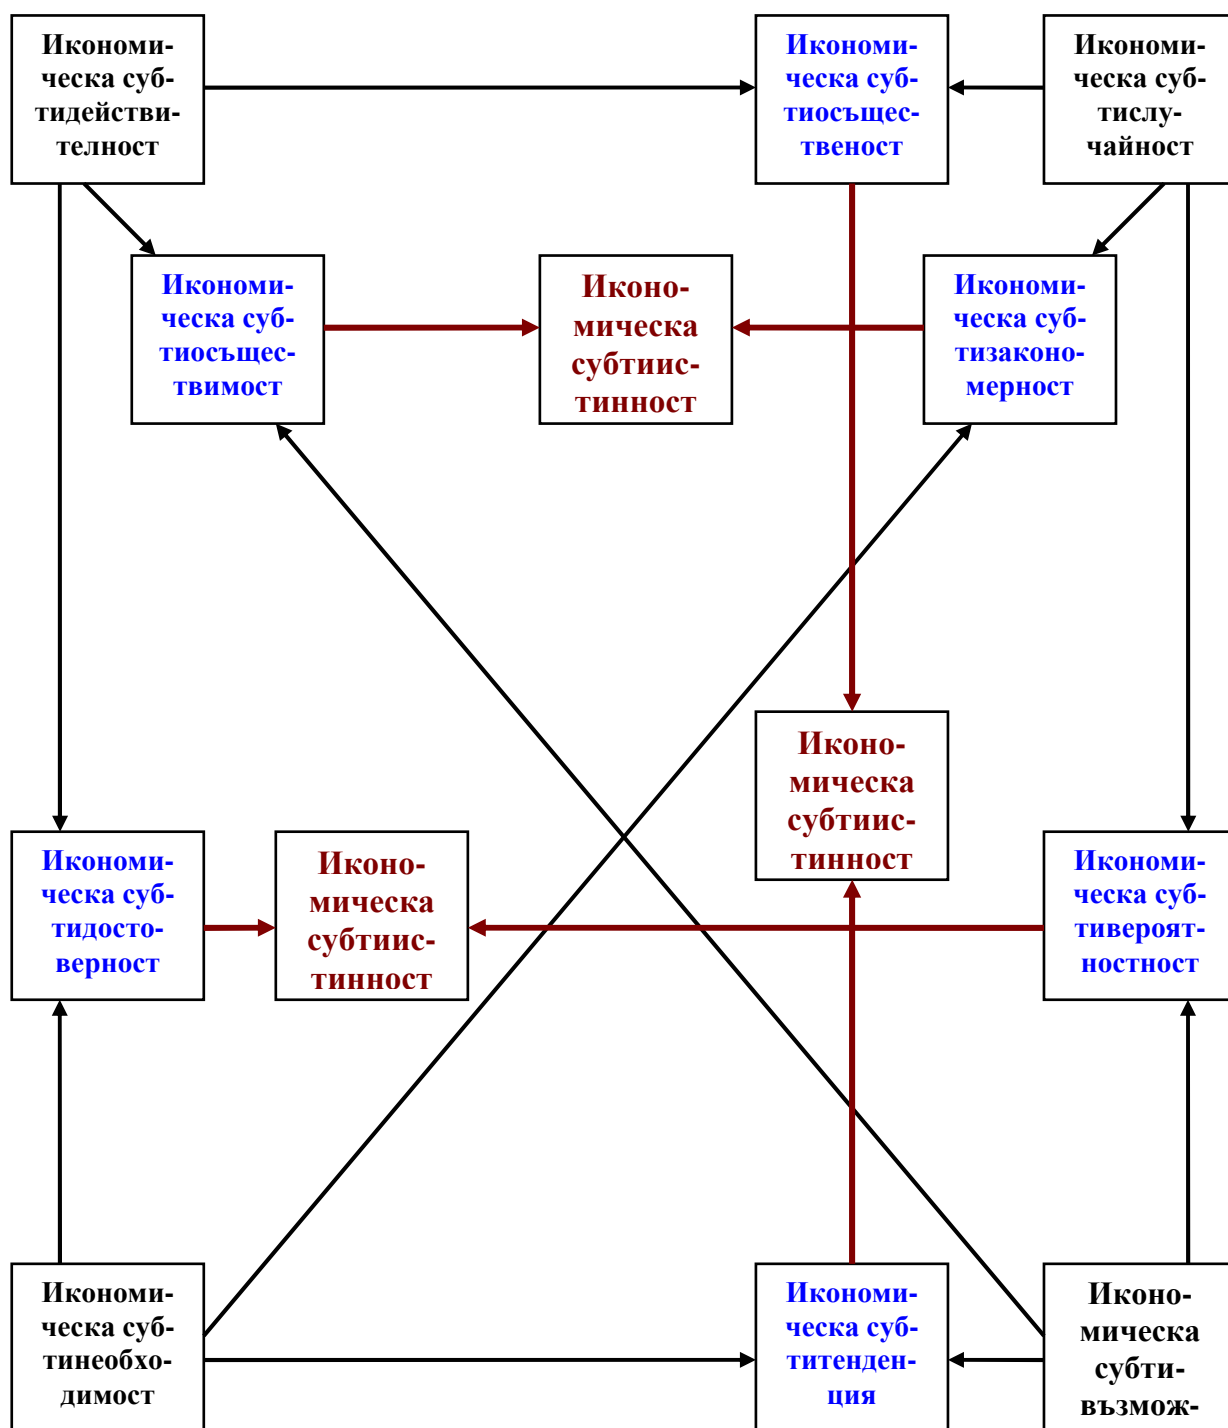 Икономи-
ческа суб-
тидействи-
телност
Икономи-
ческа суб-
тиосъщес-
твеност
Икономи-
ческа суб-
тислу-
чайност
Икономи-
ческа суб-
тиосъщес-
твимост
Иконо-
мическа
субтиис-
тинност
Икономи-
ческа суб-
тизаконо-
мерност
Иконо-
мическа
субтиис-
тинност
Икономи-
ческа суб-
тидосто-
верност
Иконо-
мическа
субтиис-
тинност
Икономи-
ческа суб-
тивероят-
ностност
Икономи-
ческа суб-
тинеобхо-
димост
Икономи-
ческа суб-
титенден-
ция
Иконо-
мическа
субти-
възмож-